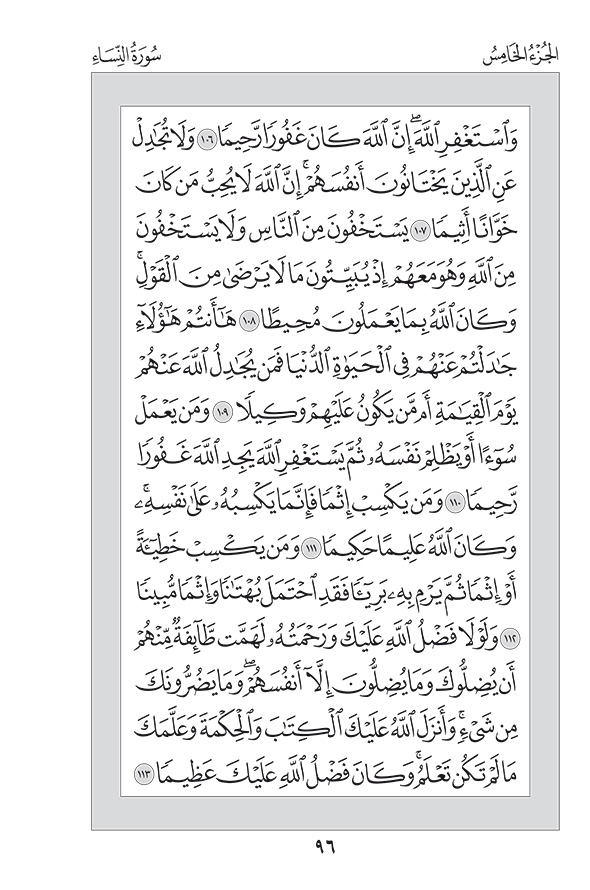 الجُزْءُ الخَامِسُ
سُورَةُ النِّسَاءِ
وَٱسْتَغْفِرِ ٱللَّهَۖ إِنَّ ٱللَّهَ كَانَ غَفُورًا رَّحِيمًا ١٠٦ وَلَا تُجَٰدِلْ
عَنِ ٱلَّذِينَ يَخْتَانُونَ أَنفُسَهُمْۚ إِنَّ ٱللَّهَ لَا يُحِبُّ مَن كَانَ
خَوَّانًا أَثِيمًا ١٠٧ يَسْتَخْفُونَ مِنَ ٱلنَّاسِ وَلَا يَسْتَخْفُونَ
مِنَ ٱللَّهِ وَهُوَ مَعَهُمْ إِذْ يُبَيِّتُونَ مَا لَا يَرْضَىٰ مِنَ ٱلْقَوْلِۚ
وَكَانَ ٱللَّهُ بِمَا يَعْمَلُونَ مُحِيطًا ١٠٨ هَٰٓأَنتُمْ هَٰٓؤُلَآءِ
جَٰدَلْتُمْ عَنْهُمْ فِى ٱلْحَيَوٰةِ ٱلدُّنْيَا فَمَن يُجَٰدِلُ ٱللَّهَ عَنْهُمْ
يَوْمَ ٱلْقِيَٰمَةِ أَم مَّن يَكُونُ عَلَيْهِمْ وَكِيلًا ١٠٩ وَمَن يَعْمَلْ
سُوٓءًا أَوْ يَظْلِمْ نَفْسَهُۥ ثُمَّ يَسْتَغْفِرِ ٱللَّهَ يَجِدِ ٱللَّهَ غَفُورًا
رَّحِيمًا ١١٠ وَمَن يَكْسِبْ إِثْمًا فَإِنَّمَا يَكْسِبُهُۥ عَلَىٰ نَفْسِهِۦۚ
وَكَانَ ٱللَّهُ عَلِيمًا حَكِيمًا ١١١ وَمَن يَكْسِبْ خَطِيٓـَٔةً
أَوْ إِثْمًا ثُمَّ يَرْمِ بِهِۦ بَرِيٓـًٔا فَقَدِ ٱحْتَمَلَ بُهْتَٰنًا وَإِثْمًا مُّبِينًا
١١٢ وَلَوْلَا فَضْلُ ٱللَّهِ عَلَيْكَ وَرَحْمَتُهُۥ لَهَمَّت طَّآئِفَةٌ مِّنْهُمْ
أَن يُضِلُّوكَ وَمَا يُضِلُّونَ إِلَّآ أَنفُسَهُمْۖ وَمَا يَضُرُّونَكَ
مِن شَىْءٍۚ وَأَنزَلَ ٱللَّهُ عَلَيْكَ ٱلْكِتَٰبَ وَٱلْحِكْمَةَ وَعَلَّمَكَ
مَا لَمْ تَكُن تَعْلَمُۚ وَكَانَ فَضْلُ ٱللَّهِ عَلَيْكَ عَظِيمًا ١١٣
٩٦